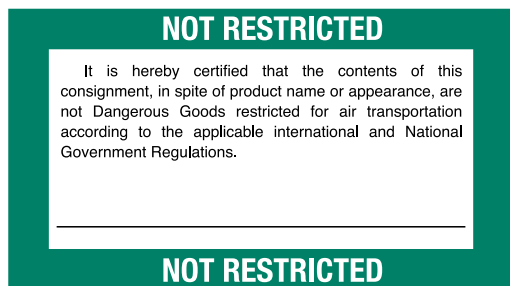 NOT RESTRICTED
It is hereby certified that the contents of this
consignment, in spite of product name or appearance, are
not Dangerous Goods restricted for air transportation
according to the applicable international and National
Government Regulations.
NOT RESTRICTED